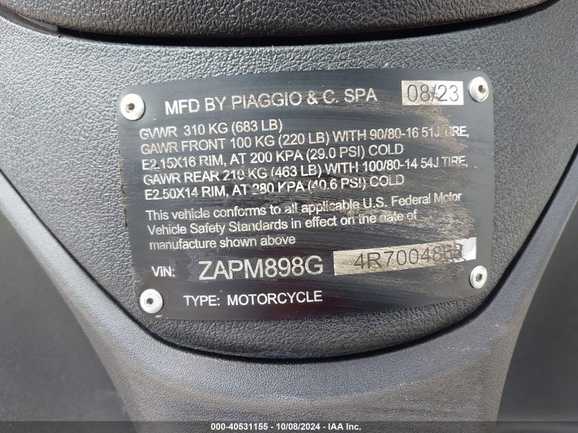 MFD BY PIAGGIO & C. SPA 08/23
GVWR 310 KG (683 LB)
GAWR FRONT 100 KG (220 LB) WITH 90/80-16 51J TIRE,
E2.15X16 RIM, AT 200 KPA (29.0 PSI) COLD
GAWR REAR 210 KG (463 LB) WITH 100/80-14 54J TIRE,
E2.50X14 RIM, AT 280 KPA (40.6 PSI) COLD
This vehicle conforms to all applicable U.S. Federal Motor
Vehicle Safety Standards in effect on the date of
manufacture shown above
VIN: ZAPM898G
TYPE: MOTORCYCLE
000-40531155 - 10/08/2024 - IAA Inc.